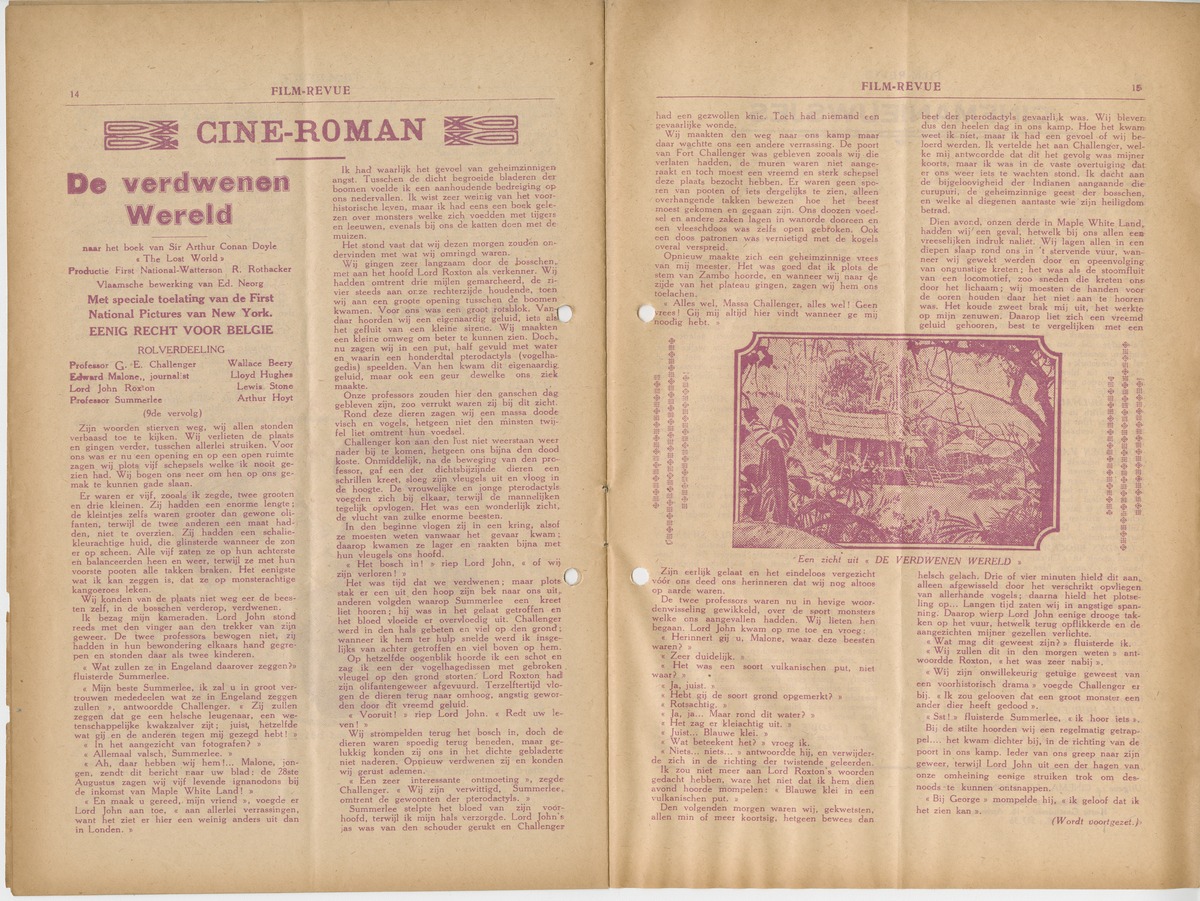 14
FILM-REVUE
CINE-ROMAN
De verdwenen
Wereld
naar het boek van Sir Arthur Conan Doyle
« The Lost World »
Productie First National-Watterson R. Rothacker
Vlaamsche bewerking van Ed. Neorg
Met speciale toelating van the First
National Pictures van New York.
EENIG RECHT VOOR BELGIE
ROLVERDEELING
Professor G. E. Challenger Wallace Beery
Edward Malone, journalist Lloyd Hughes
Lord John Roxton Lewis. Stone
Professor Summerlee Arthur Hoyt
(9de vervolg)
Zijn woorden stierven weg, wij allen stonden
verbaasd toe te kijken. Wij verlieten de plaats
en gingen verder, tusschen allerlei struiken. Voor
ons was er nu een opening en op een open ruimte
zagen wij plots vijf schepsels welke ik nooit ge-
zien had. Wij bogen ons neer om hen op ons ge-
mak te kunnen gade slaan.
Er waren er vijf, zooals ik zegde, twee grooten
en drie kleinen. Zij hadden een enorme lengte;
de kleintjes zelfs waren grooter dan gewone oli-
fanten, terwijl de twee anderen een maat had-
den, niet te overzien. Zij hadden een schalie-
kleurachtige huid, die glinsterde wanneer de zon
er op scheen. Alle vijf zaten ze op hun achterste
en balanceerden heen en weer, terwijl ze met hun
voorste pooten alle takken braken. Het eenigste
wat ik kan zeggen is, dat ze op monsterachtige
kangoeroes leken.
Wij konden van de plaats niet weg eer de bees-
ten zelf, in de bosschen verderop, verdwenen.
Ik bezag mijn kameraden. Lord John stond
reeds met den vinger aan den trekker van zijn
geweer. De twee professors bewogen niet, zij
hadden in hun bewondering elkaars hand gegre-
pen en stonden daar als twee kinderen.
« Wat zullen ze in Engeland daarover zeggen?»
fluisterde Summerlee.
« Mijn beste Summerlee, ik zal u in groot ver-
trouwen mededeelen wat ze in Engeland zeggen
zullen », antwoordde Challenger. « Zij zullen
zeggen dat ge een helsche leugenaar, een we-
tenschappelijke kwakzalver zijt; juist, hetzelfde
wat gij en de anderen tegen mij gezegd hebt! »
« In het aangezicht van fotografen? »
« Allemaal valsch, Summerlee. »
« Ah, daar hebben wij hem!... Malone, jon-
gen, zendt dit bericht naar uw blad: de 28ste
Augustus zagen wij vijf levende ignanodons bij
de inkomst van Maple White Land! »
« En maak u gereed, mijn vriend », voegde er
Lord John aan toe, « aan allerlei verrassingen,
want het ziet er hier een weinig anders uit dan
in Londen. »
Ik had waarlijk het gevoel van geheimzinnigen
angst. Tusschen de dicht begroeide bladeren der
boomen voelde ik een aanhoudende bedreiging op
ons nedervallen. Ik wist zeer weinig van het voor-
historische leven, maar ik had eens een boek gele-
zen over monsters welke zich voedden met tijgers
en leeuwen, evenals bij ons de katten doen met de
muizen.
Het stond vast dat wij dezen morgen zouden on-
dervinden met wat wij omringd waren.
Wij gingen zeer langzaam door de bosschen,
met aan het hoofd Lord Roxton als verkenner. Wij
hadden omtrent drie mijlen gemarcheerd, de ri-
vier steeds aan onze rechterzijde houdende, toen
wij aan een groote opening tusschen de boomen
kwamen. Voor ons was een groot rotsblok. Van-
daar hoorden wij een eigenaardig geluid, iets als
het gefluit van een kleine sirene. Wij maakten
een kleine omweg om beter te kunnen zien. Doch,
nu zagen wij in een put, half gevuld met water
en waarin een honderdtal pterodactyls (vogelha-
gedis) speelden. Van hen kwam dit eigenaardig
geluid, maar ook een geur dewelke ons ziek
maakte.
Onze professors zouden hier den ganschen dag
gebleven zijn, zoo verrukt waren zij bij dit zicht.
Rond deze dieren zagen wij een massa doode
visch en vogels, hetgeen niet den minsten twij-
fel liet omtrent hun voedsel.
Challenger kon aan den lust niet weerstaan weer
nader bij te komen, hetgeen ons bijna den dood
koste. Onmiddelijk, na de beweging van den pro-
fessor, gaf een der dichtsbijzijnde dieren een
schrillen kreet, sloeg zijn vleugels uit en vloog in
de hoogte. De vrouwelijke en jonge pterodactyls
voegden zich bij elkaar, terwijl de mannelijken
tegelijk opvlogen. Het was een wonderlijk zicht,
de vlucht van zulke enorme beesten.
In den beginne vlogen zij in een kring, alsof
ze moesten weten vanwaar het gevaar kwam;
daarop kwamen ze lager en raakten bijna met
hun vleugels ons hoofd.
« Het bosch in! » riep Lord John, « of wij
zijn verloren! »
Het was tijd dat we verdwenen; maar plots
stak er een uit den hoop zijn bek naar ons uit,
anderen volgden waarop Summerlee een kreet
liet hooren; hij was in het gelaat getroffen en
het bloed vloeide er overvloedig uit. Challenger
werd in den hals gebeten en viel op den grond;
wanneer ik hem ter hulp snelde werd ik insge-
lijks van achter getroffen en viel boven op hem.
Op hetzelfde oogenblik hoorde ik een schot en
zag ik een der vogelhagedissen met gebroken
vleugel op den grond storten. Lord Roxton had
zijn olifantengeweer afgevuurd. Terzelfdertijd vlo-
gen de dieren terug naar omhoog, angstig gewor-
den door dit vreemd geluid.
« Vooruit! » riep Lord John. « Redt uw le-
ven! »
Wij strompelden terug het bosch in, doch de
dieren waren spoedig terug beneden, maar ge-
lukkig konden zij ons in het dichte gebladerte
niet naderen. Opnieuw verdwenen zij en konden
wij gerust ademen.
« Een zeer interessante ontmoeting », zegde
Challenger. « Wij zijn verwittigd, Summerlee,
omtrent de gewoonten der pterodactyls. »
Summerlee stelpte het bloed van zijn voor-
hoofd, terwijl ik mijn hals verzorgde. Lord John's
jas was van den schouder gerukt en Challenger
FILM-REVUE
15
had een gezwollen knie. Toch had niemand een
gevaarlijke wonde.
Wij maakten den weg naar ons kamp maar
daar wachtte ons een andere verrassing. De poort
van Fort Challenger was gebleven zooals wij die
verlaten hadden, de muren waren niet aange-
raakt en toch moest een vreemd en sterk schepsel
deze plaats bezocht hebben. Er waren geen spo-
ren van pooten of iets dergelijks te zien, alleen
overhangende takken bewezen hoe het beest
moest gekomen en gegaan zijn. Ons doozen voed-
sel en andere zaken lagen in wanorde dooreen en
een vleeschdoos was zelfs open gebfoken. Ook
een doos patronen was vernietigd met de kogels
overal verspreid.
Opnieuw maakte zich een geheimzinnige vrees
van mij meester. Het was goed dat ik plots de
stem van Zambo hoorde, en wanneer wij naar de
zijde van het plateau gingen, zagen wij hem ons
toelachen.
« Alles wel, Massa Challenger, alles wel! Geen
vrees! Gij mij altijd hier vindt wanneer ge mij
noodig hebt. »
beet der pterodactyls gevaarlijk was. Wij bleven
dus den heelen dag in ons kamp. Hoe het kwam
weet ik niet, maar ik had een gevoel of wij be-
loerd werden. Ik vertelde het aan Challenger, wel-
ke mij antwoordde dat dit het gevolg was mijner
koorts, maar ik was in de vaste overtuiging dat
er ons weer iets te wachten stond. Ik dacht aan
de bijgeloovigheid der Indianen aangaande die
curupuri, de geheimzinnige geest der bosschen,
en welke al diegenen aantaste wie zijn heiligdom
betrad.
Dien avond, onzen derde in Maple White Land,
hadden wij een geval, hetwelk bij ons allen een
vreeselijken indruk naliet. Wij lagen allen in een
diepen slaap rond ons in 't stervende vuur, wan-
neer wij gewekt werden door en opeenvolging
van ongunstige kreten; het was als de stoomfluit
van een locomotief, zoo sneden die kreten ons
door het lichaam; wij moesten de handen voor
de ooren houden daar het niet aan te hooren
was. Het koude zweet brak mij uit, het werkte
op mijn zenuwen. Daarop liet zich een vreemd
geluid gehooren, best te vergelijken met een
Een zicht uit « DE VERDWENEN WERELD »
Zijn eerlijk gelaat en het eindeloos vergezicht
vóór ons deed ons herinneren dat wij nog altoos
op aarde waren.
De twee professors waren nu in hovige woor-
denwisseling gewikkeld, over de sport monsters
welke ons aangevallen hadden. Wij lieten hen
begaan. Lord John kwam op me toe en vroeg:
« Herinnert gij u, Malone, waar deze beesten
waren? »
« Zeer duidelijk. »
« Het was een soort vulkanischen put, niet
waar? »
« Ja, juist. »
« Hebt gij de soort grond opgemerkt? »
« Rotsachtig. »
« Ja, ja... Maar rond dit water? »
« Het zag er kleiachtig uit. »
« Juist... Blauwe klei. »
« Wat beteekent het? » vroeg ik.
« Niets... niets... » antwoordde hij, en verwijder-
de zich in de richting der twistende geleerden.
Ik zou niet meer aan Lord Roxton's woorden
gedacht hebben, ware het niet dat ik hem dien
avond hoorde mompelen: « Blauwe klei in een
vulkanischen put. »
Den volgenden morgen waren wij, gekwetsten,
allen min of meer koortsig, hetgeen bewees dan
helsch gelach. Drie of vier minuten hield dit aan,
alleen afgewisseld door het verschrikt opvliegen
van allerhande vogels; daarna hield het plotse-
ling op... Langen tijd zaten wij in angstige span-
ning. Daarop wierp Lord John eenige drooge tak-
ken op het vuur, hetwelk terug opflikkerde en de
aangezichten mijner gezellen verlichte.
« Wat mag dat geweest zijn? » fluisterde ik.
« Wij zullen dit in den morgen weten » ant-
woordde Roxton, « het was zeer nabij ».
« Wij zijn onwillekeurig getuige geweest van
een voorhistorisch drama » voegde Challenger er
bij. « Ik zou gelooven dat een groot monster een
ander dier heeft gedood ».
« Sst! » fluisterde Summerlee, « ik hoor iets ».
Bij de stilte hoorden wij een regelmatig getrap-
pel.... het kwam dichter bij, in de richting van de
poort in ons kamp. Ieder van ons greep naar zijn
geweer, terwijl Lord John uit een der hagen van
onze omheining eenige struiken trok om des-
noods te kunnen ontsnappen.
« Bij George » mompelde hij, « ik geloof dat ik
het zien kan ».
(Wordt voortgezet.)